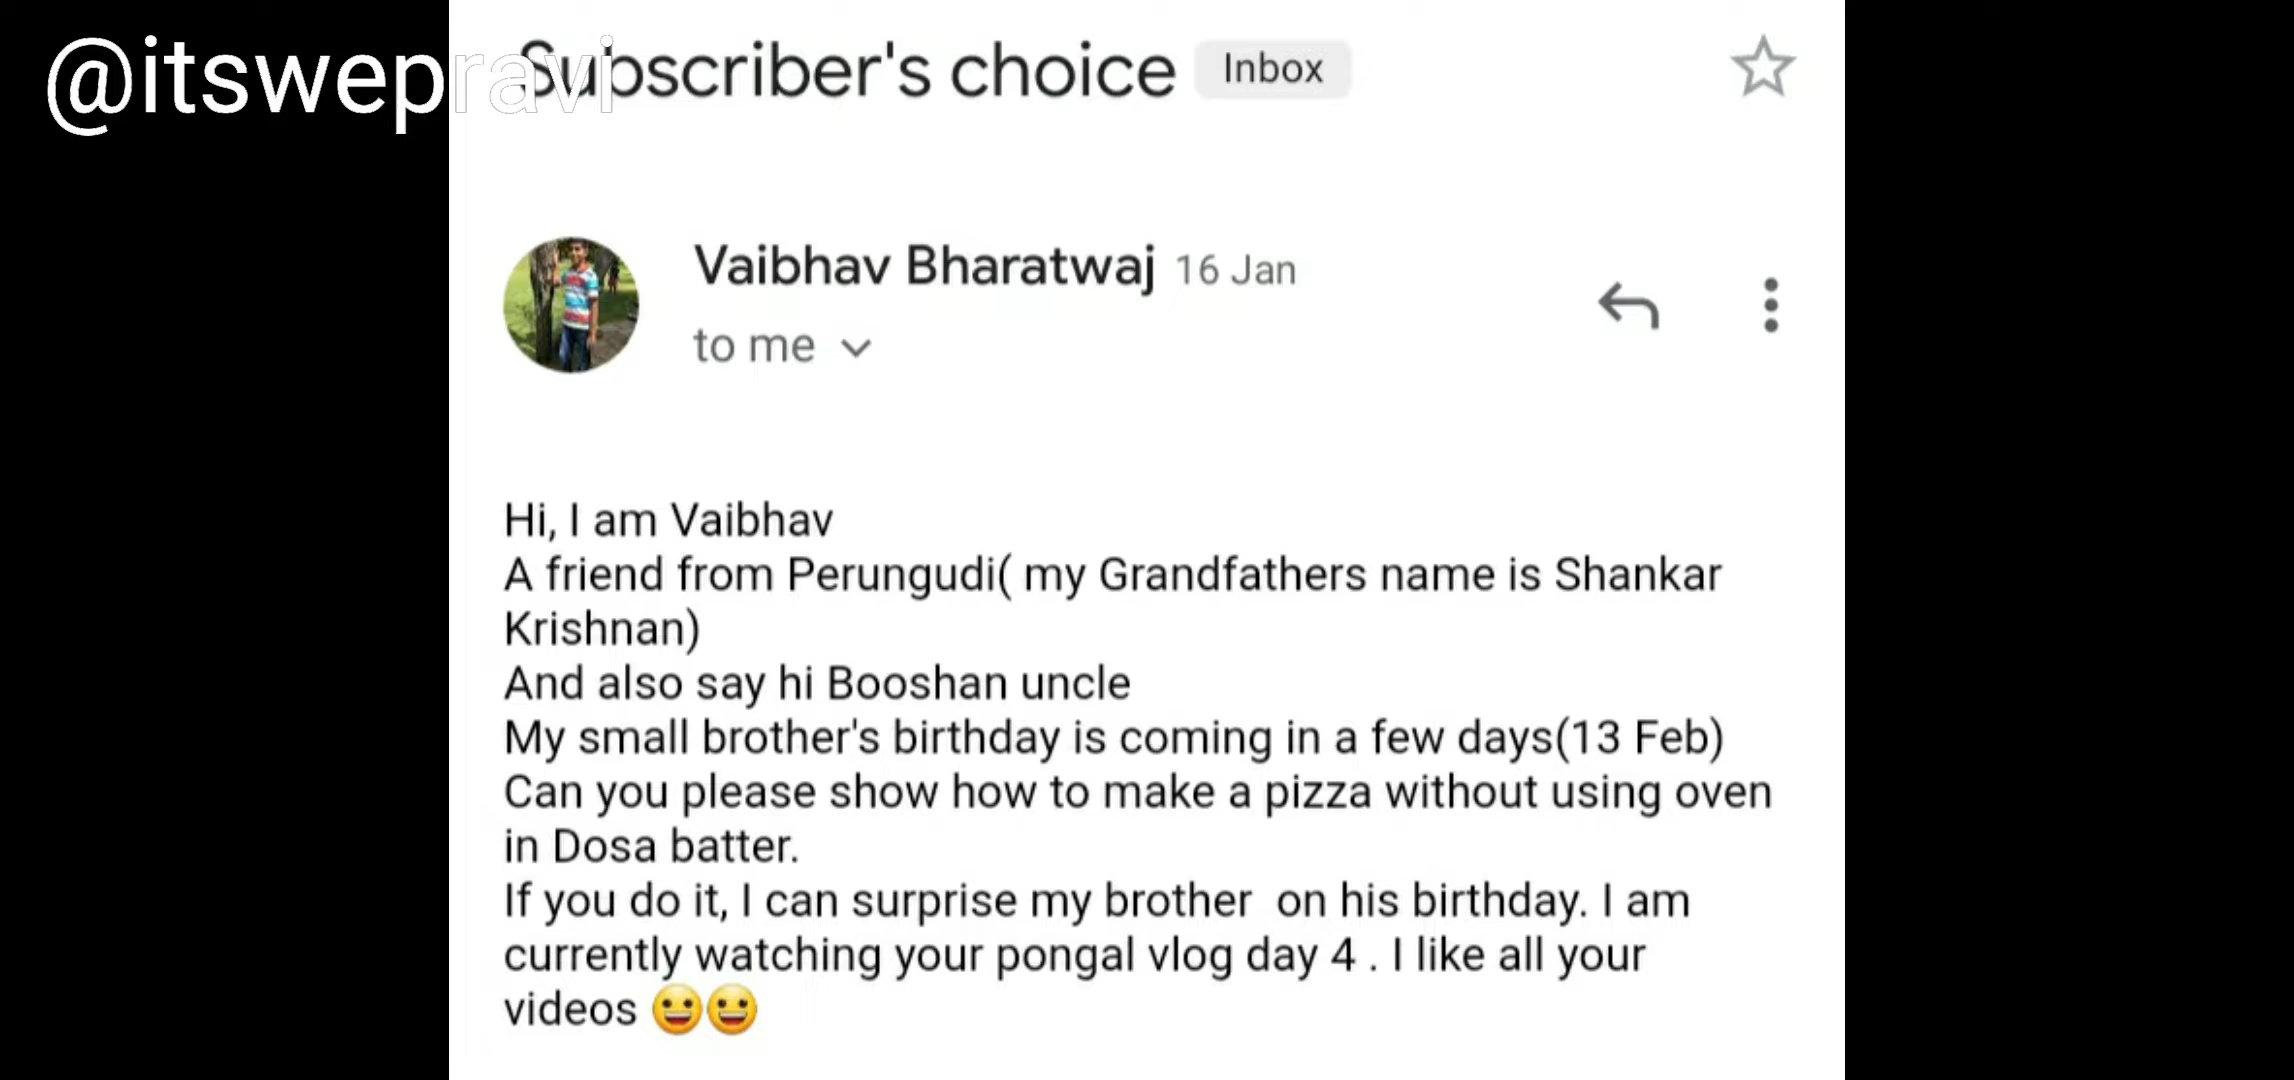 @itswepravi
Subscriber's choice Inbox
Vaibhav Bharatwaj 16 Jan
to me
Hi, I am Vaibhav
A friend from Perungudi( my Grandfathers name is Shankar
Krishnan)
And also say hi Booshan uncle
My small brother's birthday is coming in a few days(13 Feb)
Can you please show how to make a pizza without using oven
in Dosa batter.
If you do it, I can surprise my brother  on his birthday. I am
currently watching your pongal vlog day 4 . I like all your
videos 😀😀